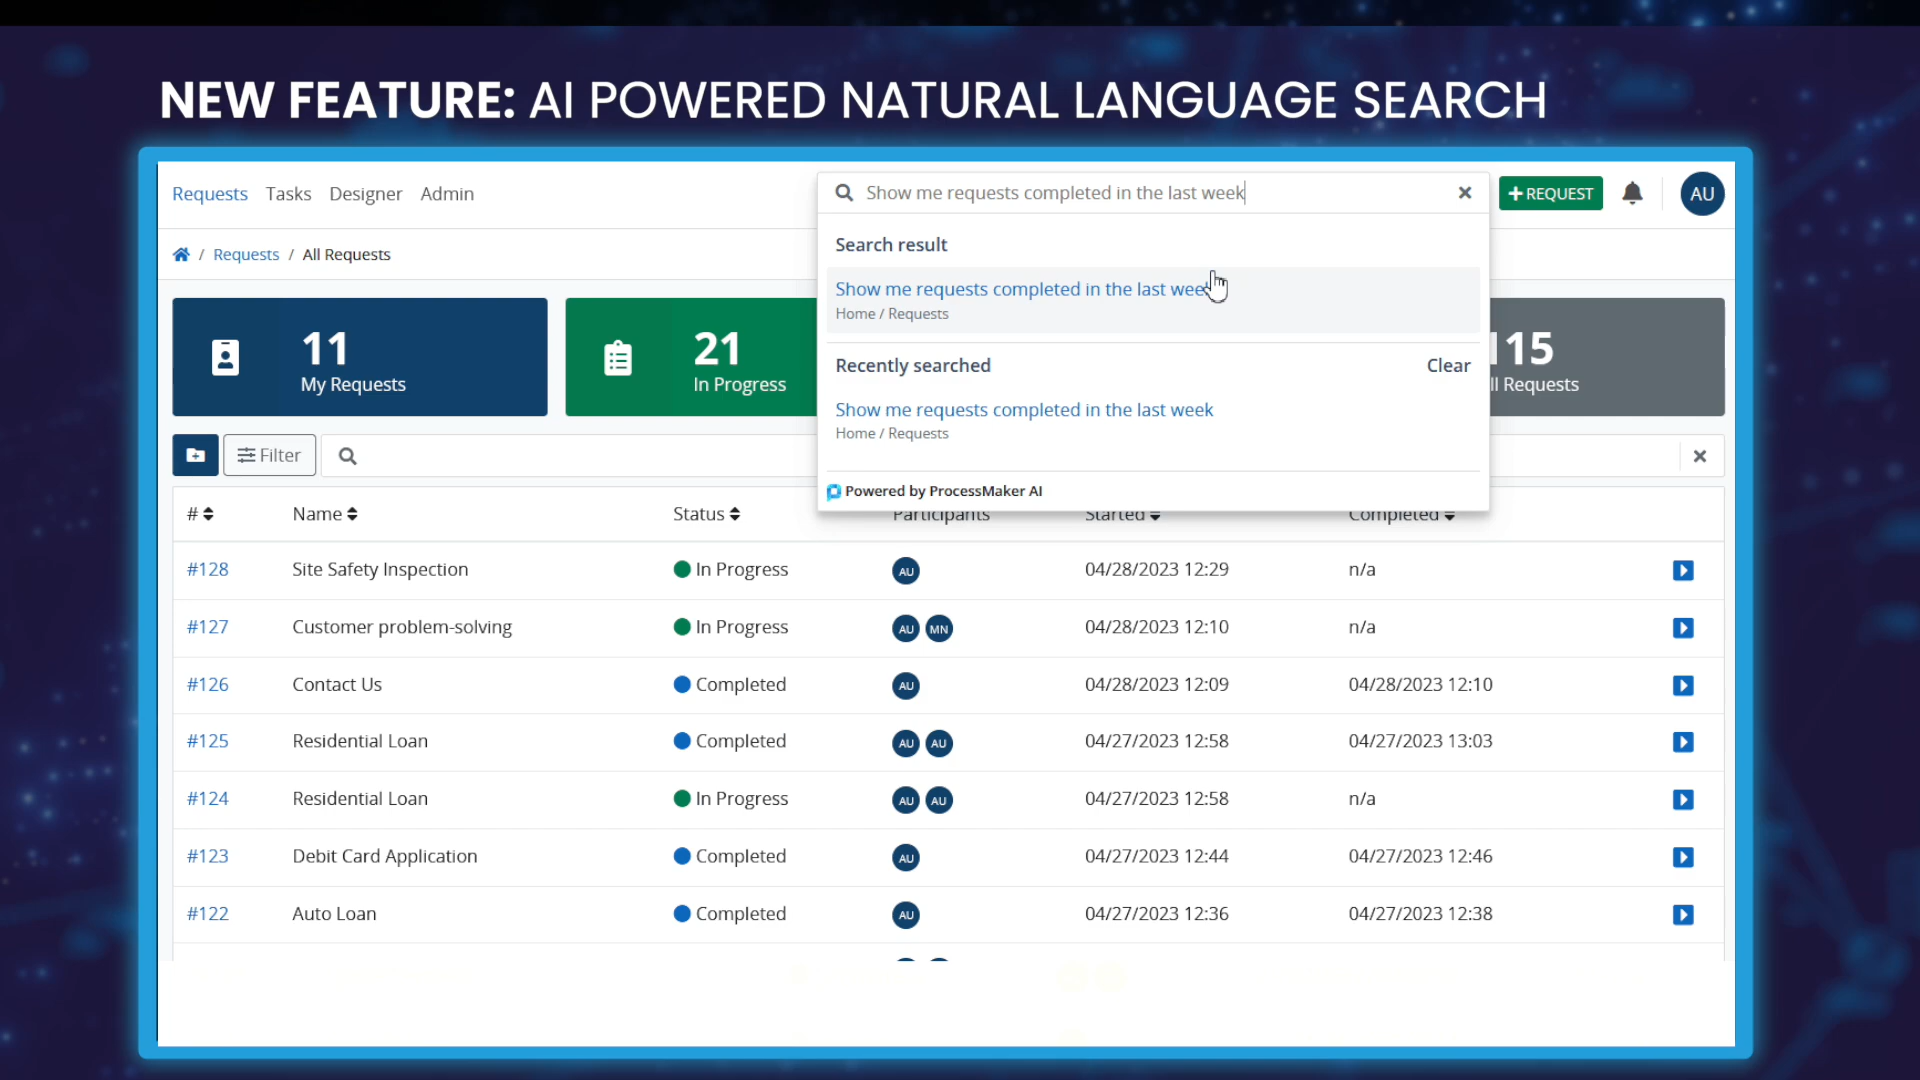 NEW FEATURE: AI POWERED NATURAL LANGUAGE SEARCH
Requests Tasks Designer Admin
Show me requests completed in the last week
REQUEST
AU
/ Requests / All Requests
Search result
Show me requests completed in the last week
Home / Requests
Recently searched Clear
Show me requests completed in the last week
Home / Requests
Powered by ProcessMaker AI
11
My Requests
21
In Progress
115
ll Requests
Filter
# Name Status Participants Started Completed
#128 Site Safety Inspection In Progress AU 04/28/2023 12:29 n/a
#127 Customer problem-solving In Progress AU MN 04/28/2023 12:10 n/a
#126 Contact Us Completed AU 04/28/2023 12:09 04/28/2023 12:10
#125 Residential Loan Completed AU AU 04/27/2023 12:58 04/27/2023 13:03
#124 Residential Loan In Progress AU AU 04/27/2023 12:58 n/a
#123 Debit Card Application Completed AU 04/27/2023 12:44 04/27/2023 12:46
#122 Auto Loan Completed AU 04/27/2023 12:36 04/27/2023 12:38